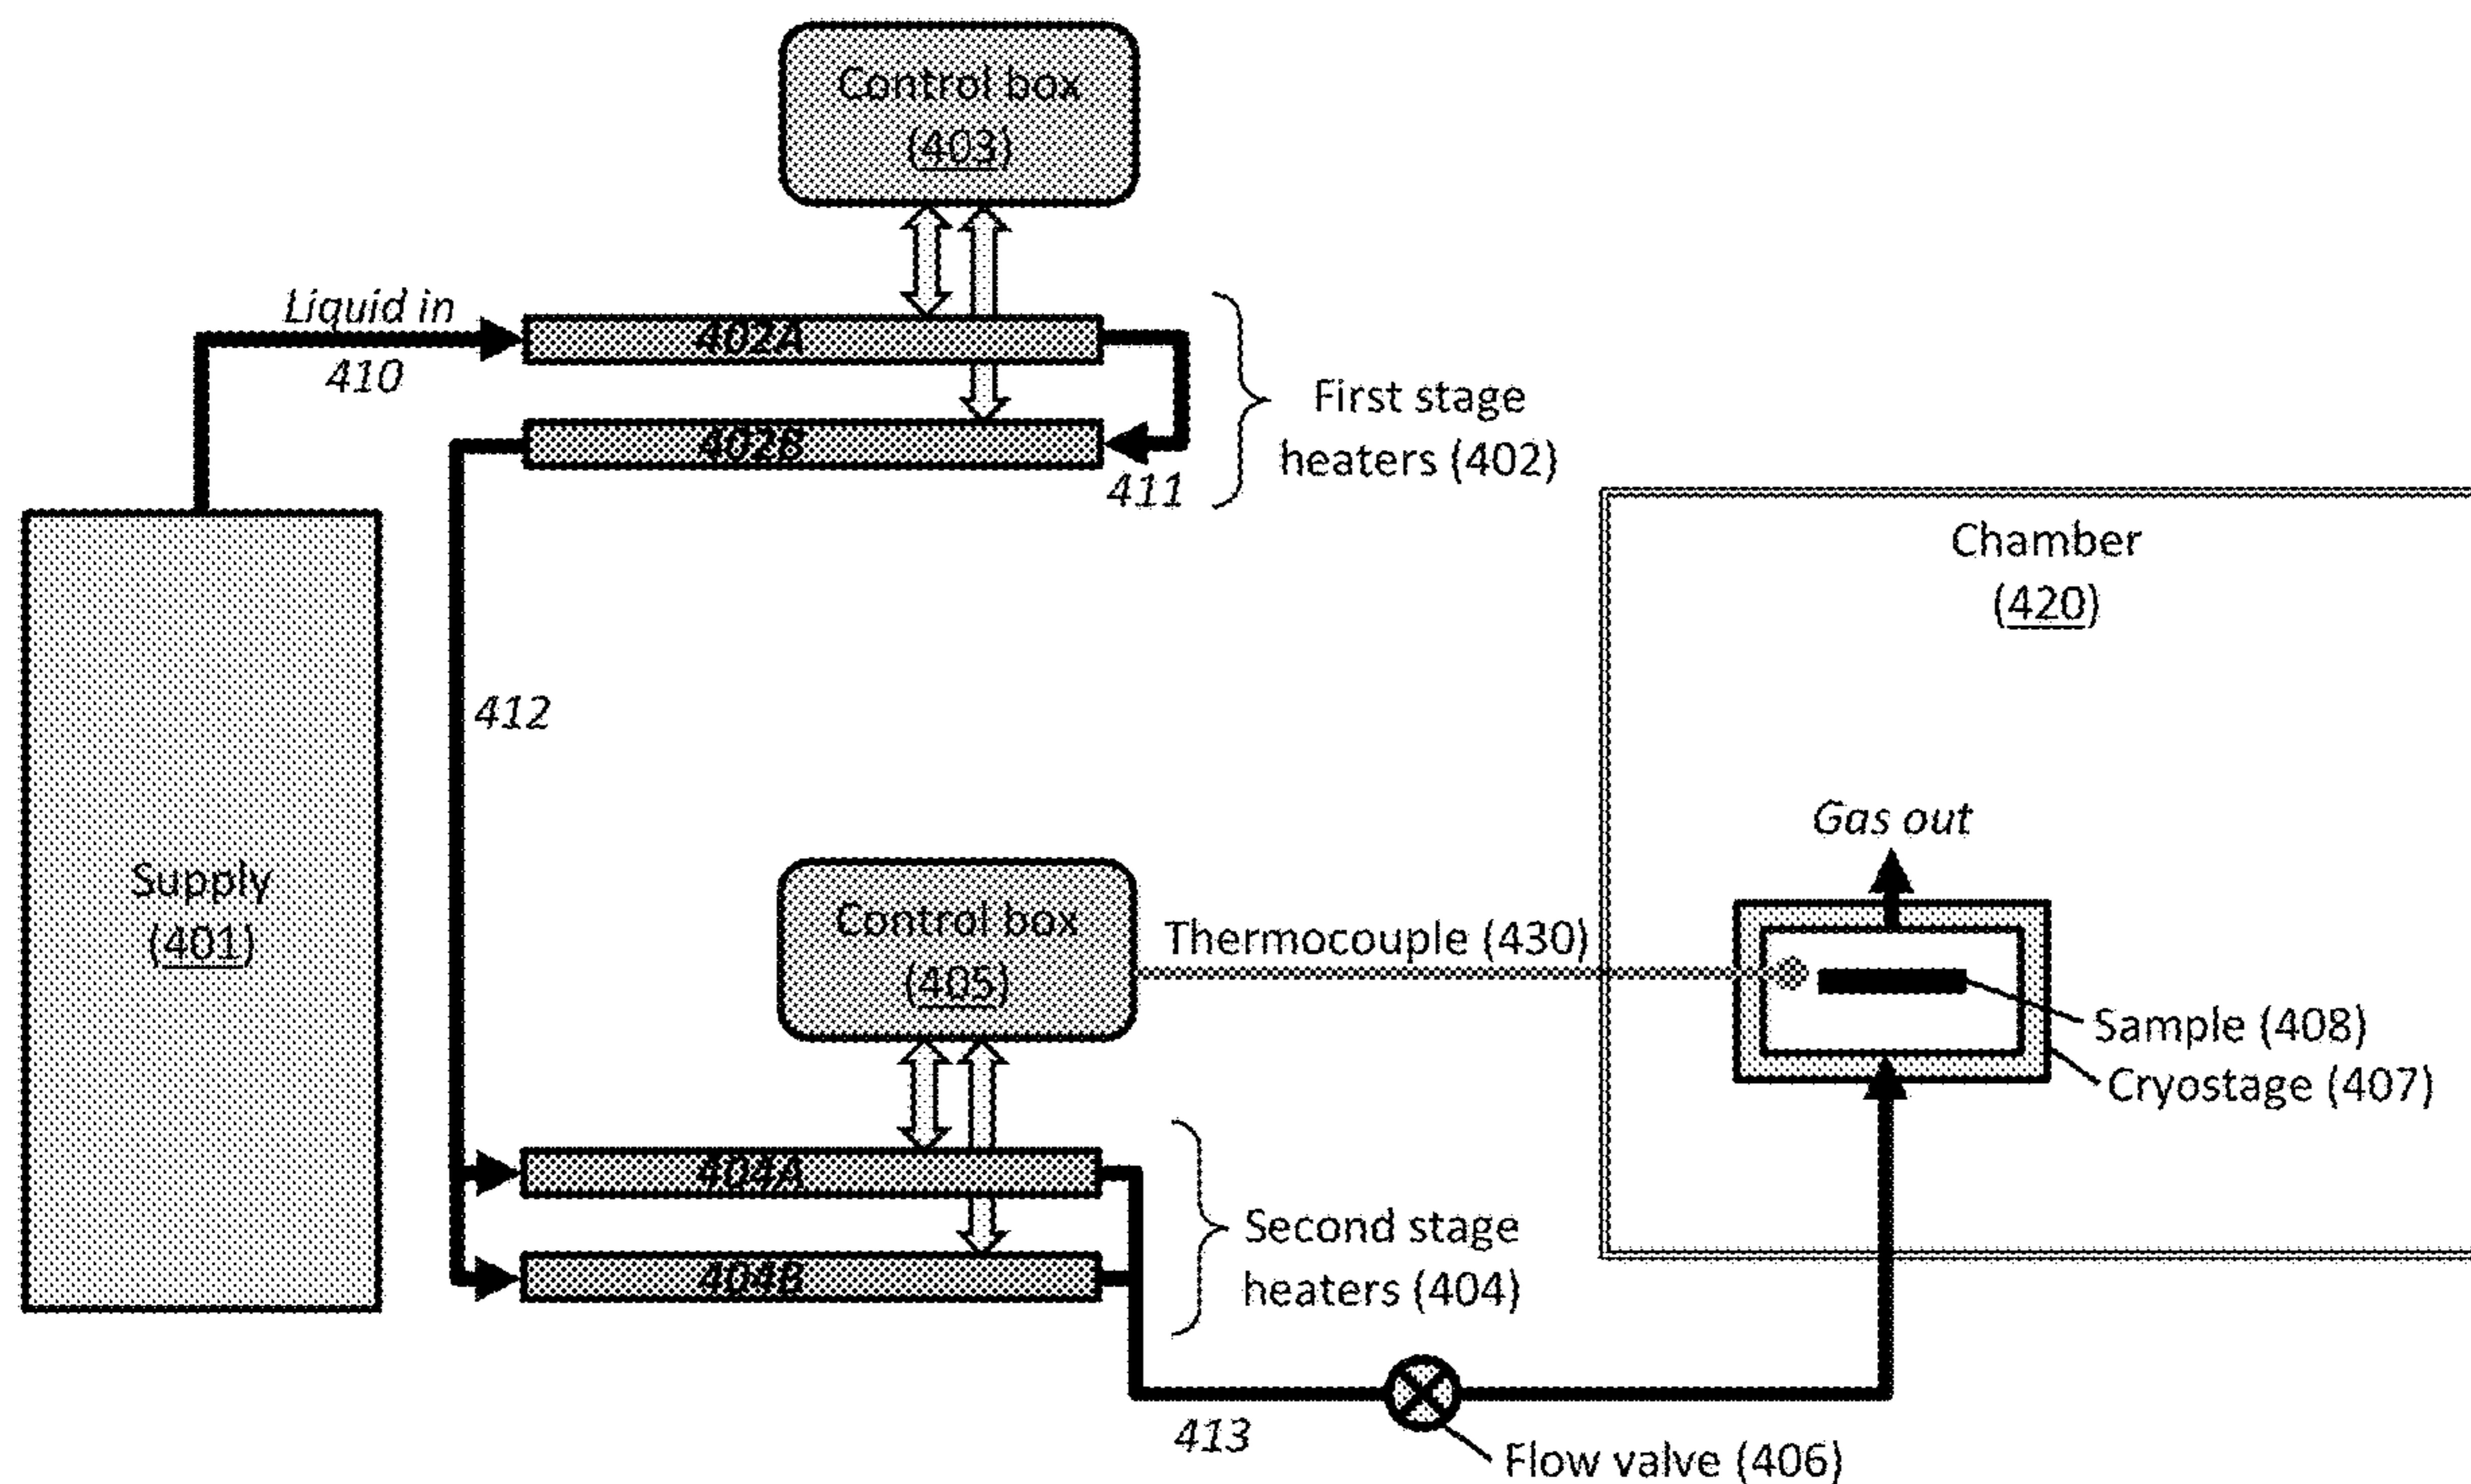 Control box
(403)
Liquid in
410
402A
402B
411
First stage
heaters (402)
Chamber
(420)
412
Supply
(401)
Control box
(405)
Thermocouple (430)
Gas out
Sample (408)
Cryostage (407)
404A
404B
Second stage
heaters (404)
413
Flow valve (406)